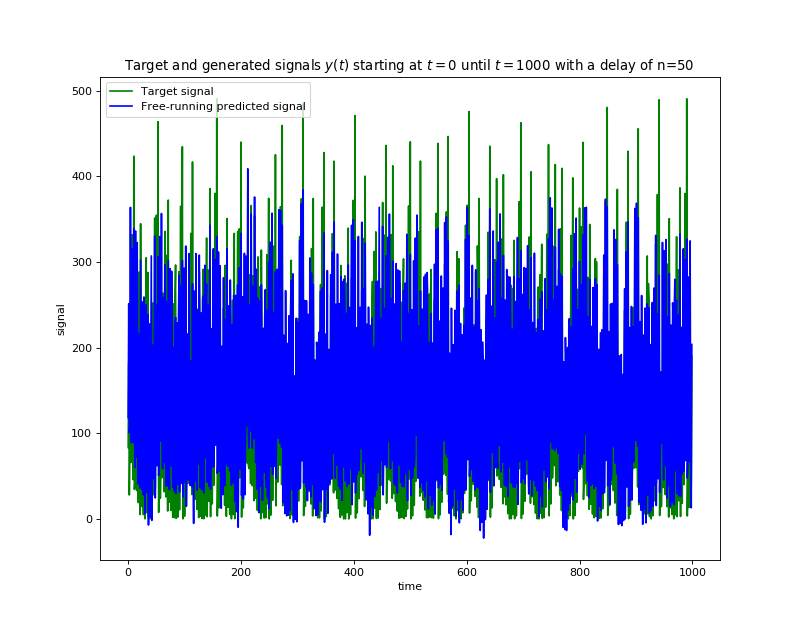 Target and generated signals y(t) starting at t = 0 until t = 1000 with a delay of n=50
Target signal
Free-running predicted signal
500
400
300
200
100
0
signal
0 200 400 600 800 1000
time